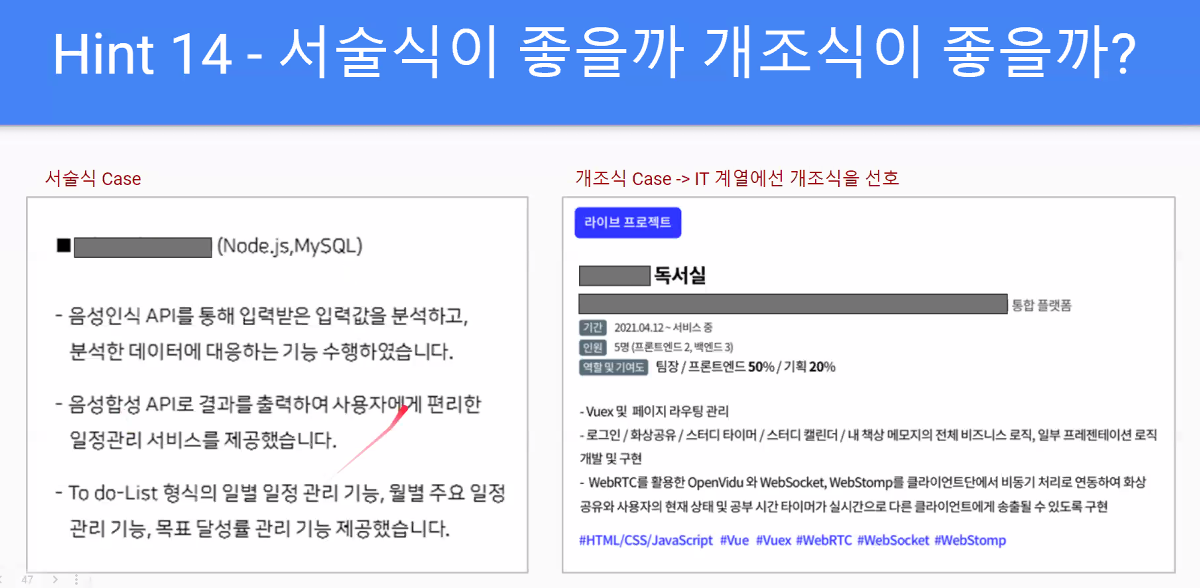 Hint 14 - 서술식이 좋을까 개조식이 좋을까?
서술식 Case
■ (Node.js,MySQL)
- 음성인식 API를 통해 입력받은 입력값을 분석하고,
분석한 데이터에 대응하는 기능 수행하였습니다.
- 음성합성 API로 결과를 출력하여 사용자에게 편리한
일정관리 서비스를 제공했습니다.
- To do-List 형식의 일별 일정 관리 기능, 월별 주요 일정
관리 기능, 목표 달성률 관리 기능 제공했습니다.
개조식 Case -> IT 계열에선 개조식을 선호
라이브 프로젝트
독서실
통합 플랫폼
기간 2021.04.12 ~ 서비스 중
인원 5명 (프론트엔드 2, 백엔드 3)
역할 및 기여도 팀장 / 프론트엔드 50% / 기획 20%
- Vuex 및 페이지 라우팅 관리
- 로그인 / 화상공유 / 스터디 타이머 / 스터디 캘린더 / 내 책상 메모지의 전체 비즈니스 로직, 일부 프레젠테이션 로직
개발 및 구현
- WebRTC를 활용한 OpenVidu 와 WebSocket, WebStomp를 클라이언트단에서 비동기 처리로 연동하여 화상
공유와 사용자의 현재 상태 및 공부 시간 타이머가 실시간으로 다른 클라이언트에게 송출될 수 있도록 구현
#HTML/CSS/JavaScript #Vue #Vuex #WebRTC #WebSocket #WebStomp
47